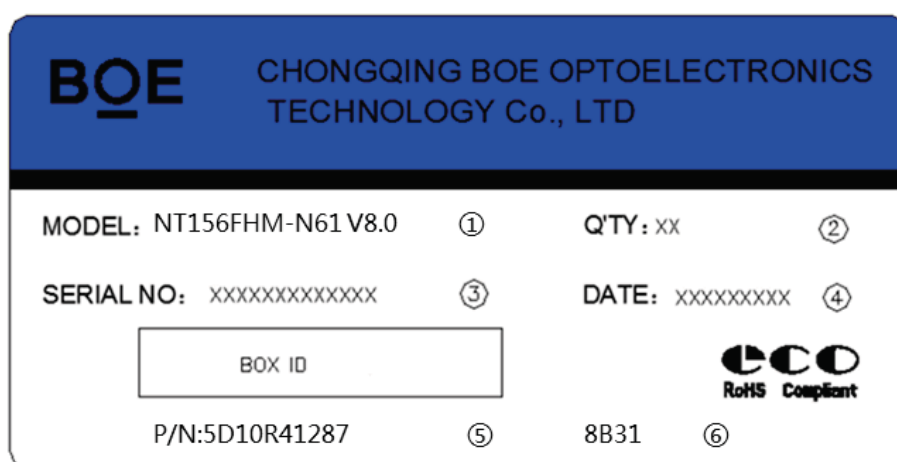 BOE
CHONGQING BOE OPTOELECTRONICS
TECHNOLOGY Co., LTD
MODEL: NT156FHM-N61 V8.0 ① Q'TY: xx ②
SERIAL NO: XXXXXXXXXXXXX ③ DATE: XXXXXXXXX ④
BOX ID
eco
RoHS Compliant
P/N:5D10R41287 ⑤ 8B31 ⑥